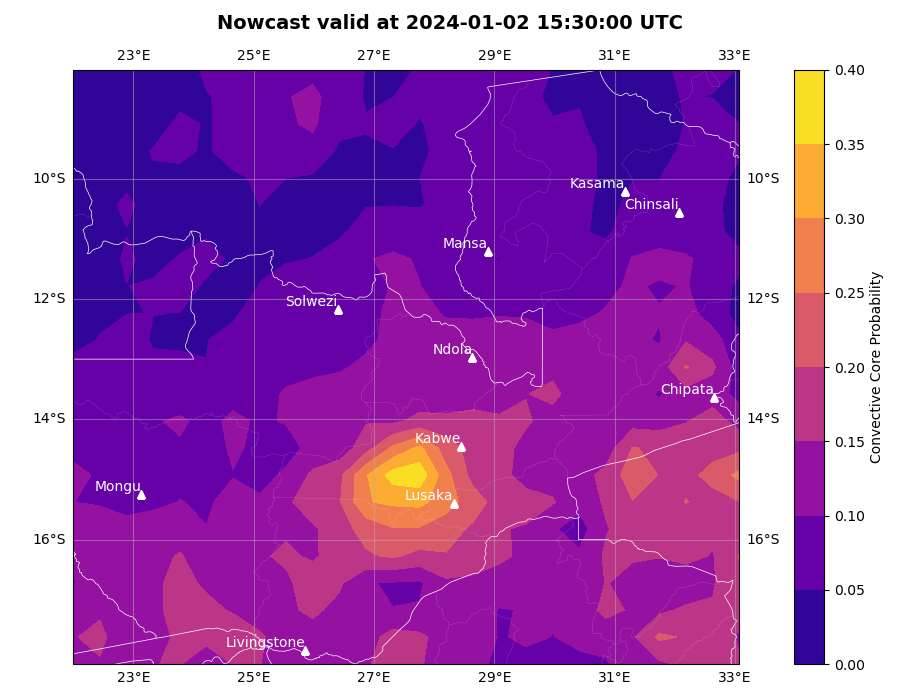 Nowcast valid at 2024-01-02 15:30:00 UTC
23°E 25°E 27°E 29°E 31°E 33°E
0.40
0.35
10°S 10°S
Kasama
Chinsali
0.30
Mansa
12°S 12°S
Solwezi
0.25
Ndola
0.20
Chipata
14°S 14°S
Kabwe
0.15
Mongu
Lusaka
0.10
16°S 16°S
0.05
Livingstone
0.00
23°E 25°E 27°E 29°E 31°E 33°E
Convective Core Probability